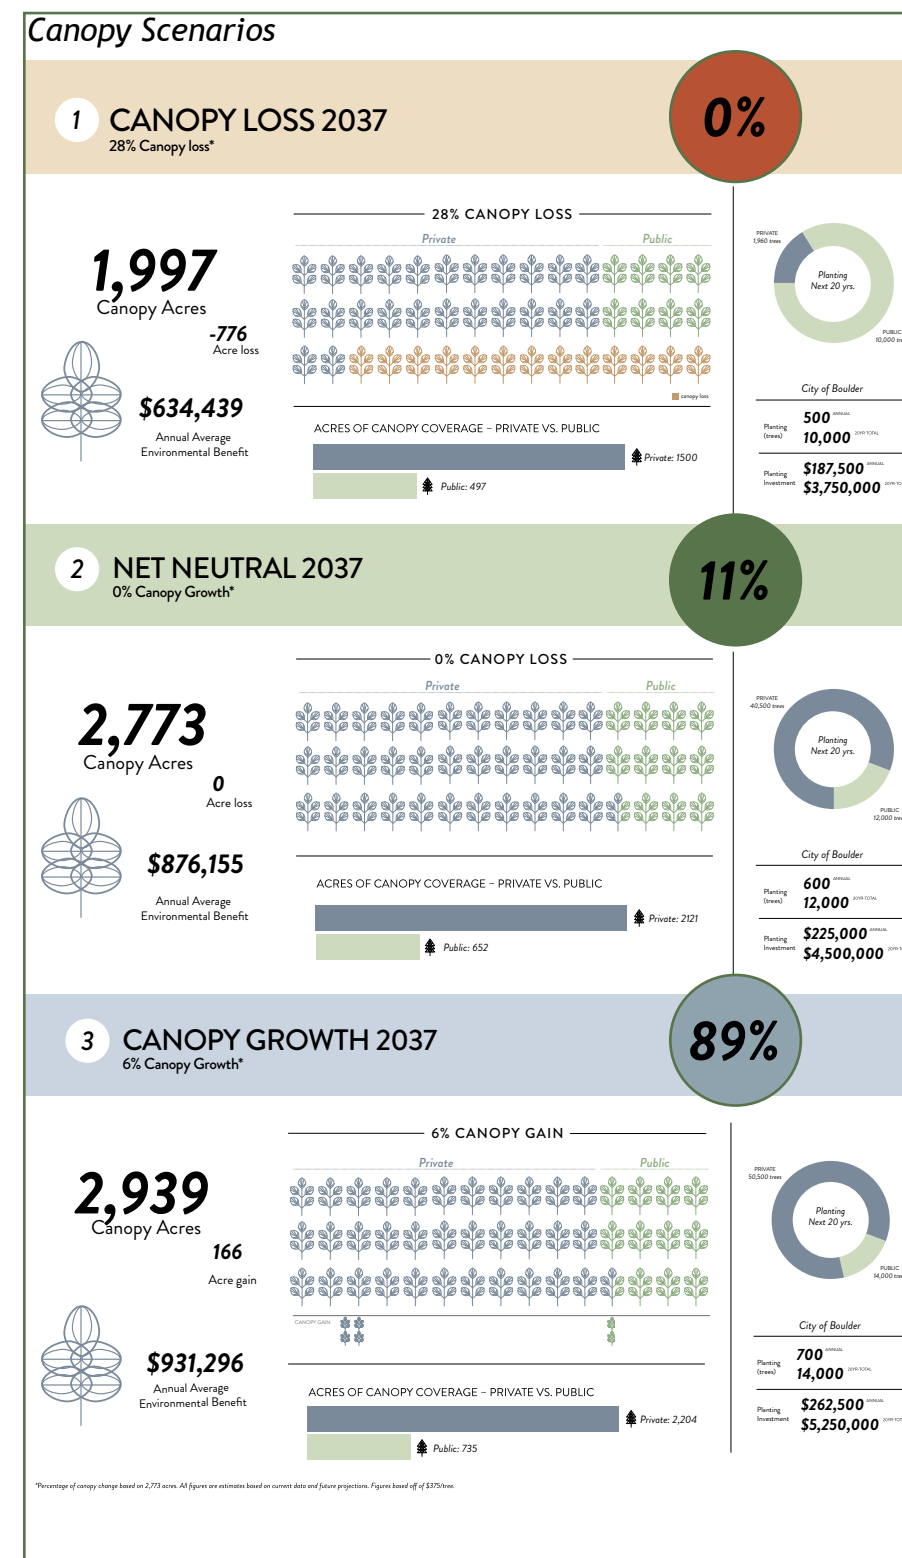 Canopy Scenarios
1
CANOPY LOSS 2037
28% Canopy loss*
0%
1,997
Canopy Acres
-776
Acre loss
$634,439
Annual Average
Environmental Benefit
28% CANOPY LOSS
Private
Public
canopy loss
ACRES OF CANOPY COVERAGE – PRIVATE VS. PUBLIC
Private: 1500
Public: 497
PRIVATE
1,960 trees
Planting
Next 20 yrs.
PUBLIC
10,000
City of Boulder
Planting
(trees)
500 ANNUAL
10,000 20YR-TOTAL
Planting
Investment
$187,500 ANNUAL
$3,750,000
2
NET NEUTRAL 2037
0% Canopy Growth*
11%
2,773
Canopy Acres
0
Acre loss
$876,155
Annual Average
Environmental Benefit
0% CANOPY LOSS
Private
Public
ACRES OF CANOPY COVERAGE – PRIVATE VS. PUBLIC
Private: 2121
Public: 652
PRIVATE
40,500 trees
Planting
Next 20 yrs.
PUBLIC
12,000
City of Boulder
Planting
(trees)
600 ANNUAL
12,000 20YR-TOTAL
Planting
Investment
$225,000 ANNUAL
$4,500,000
3
CANOPY GROWTH 2037
6% Canopy Growth*
89%
2,939
Canopy Acres
166
Acre gain
$931,296
Annual Average
Environmental Benefit
6% CANOPY GAIN
Private
Public
CANOPY GAIN
ACRES OF CANOPY COVERAGE – PRIVATE VS. PUBLIC
Private: 2,204
Public: 735
PRIVATE
50,500 trees
Planting
Next 20 yrs.
PUBLIC
14,000
City of Boulder
Planting
(trees)
700 ANNUAL
14,000 20YR-TOTAL
Planting
Investment
$262,500 ANNUAL
$5,250,000
*Percentage of canopy change based on 2,773 acres. All figures are estimates based on current data and future projections. Figures based off of $375/tree.